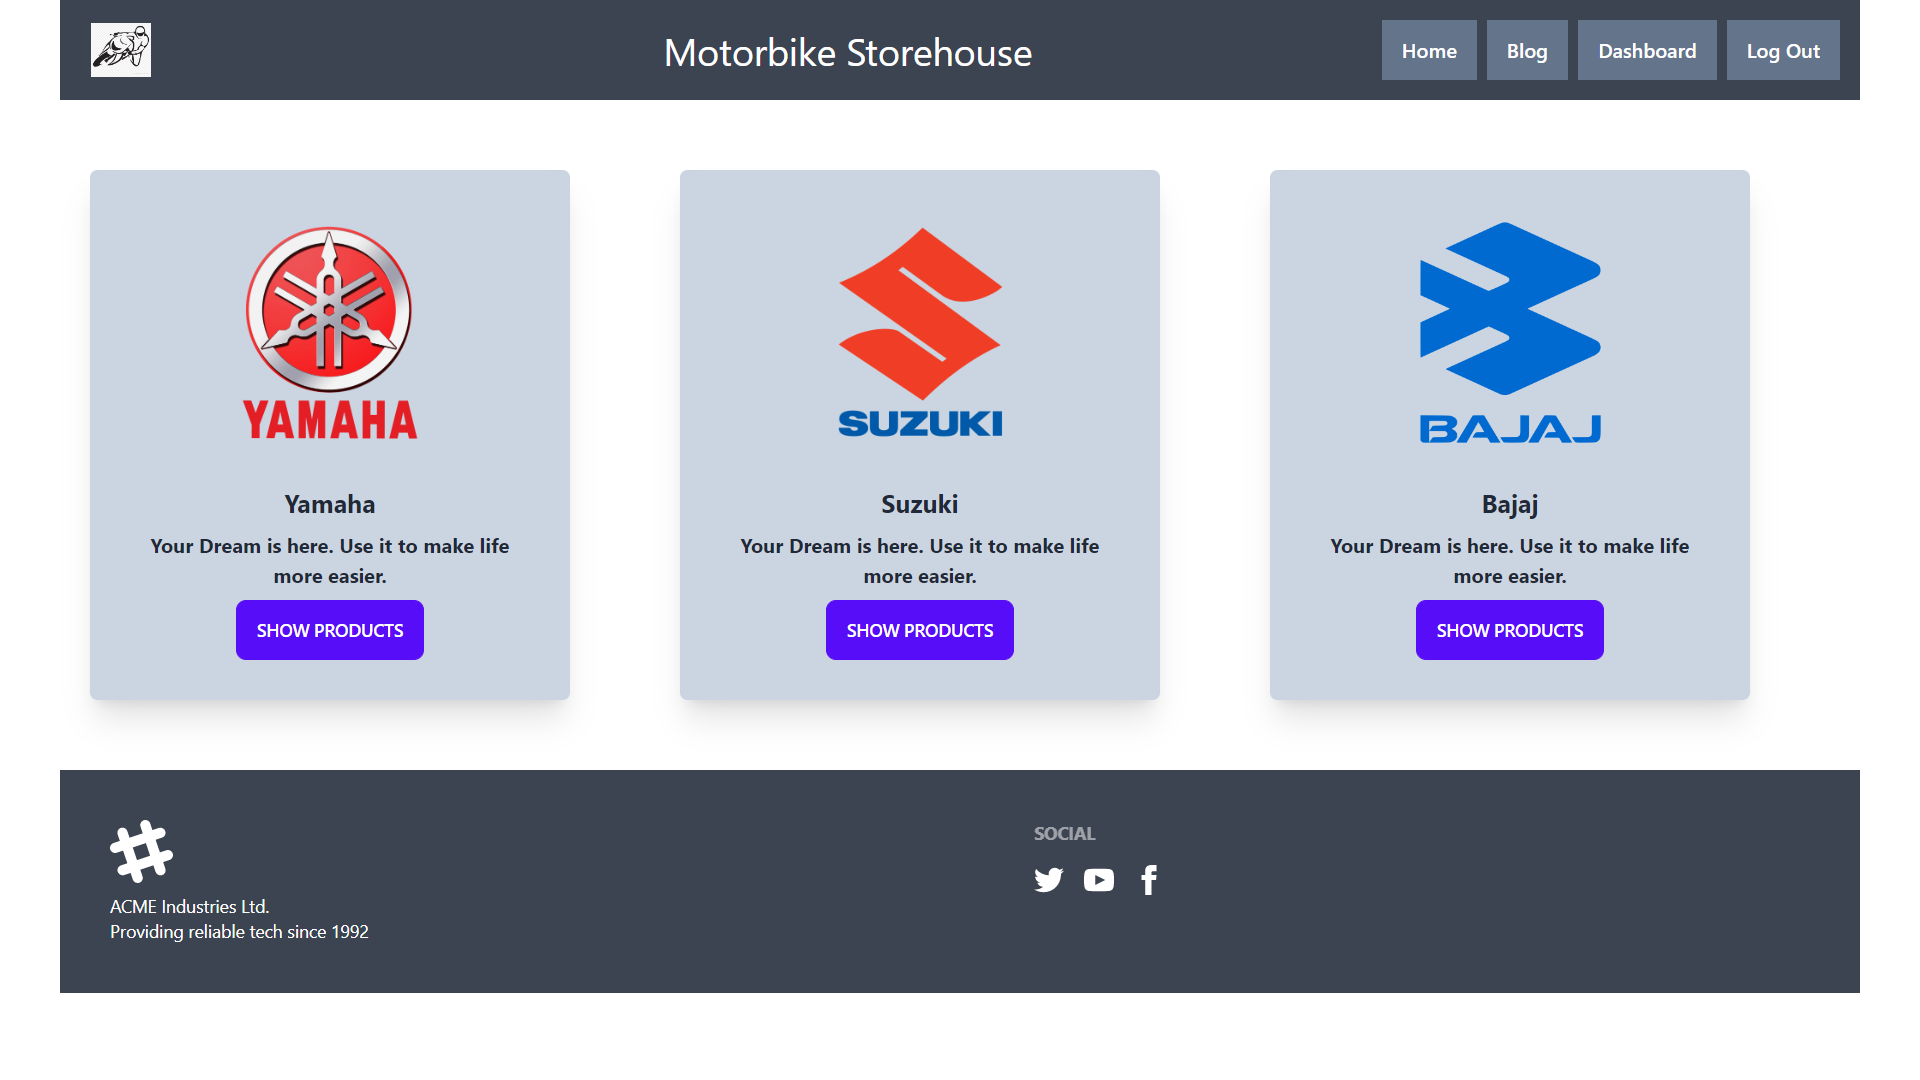 Motorbike Storehouse
Home
Blog
Dashboard
Log Out
YAMAHA
Yamaha
Your Dream is here. Use it to make life
more easier.
SHOW PRODUCTS
SUZUKI
Suzuki
Your Dream is here. Use it to make life
more easier.
SHOW PRODUCTS
BAJAJ
Bajaj
Your Dream is here. Use it to make life
more easier.
SHOW PRODUCTS
ACME Industries Ltd.
Providing reliable tech since 1992
SOCIAL